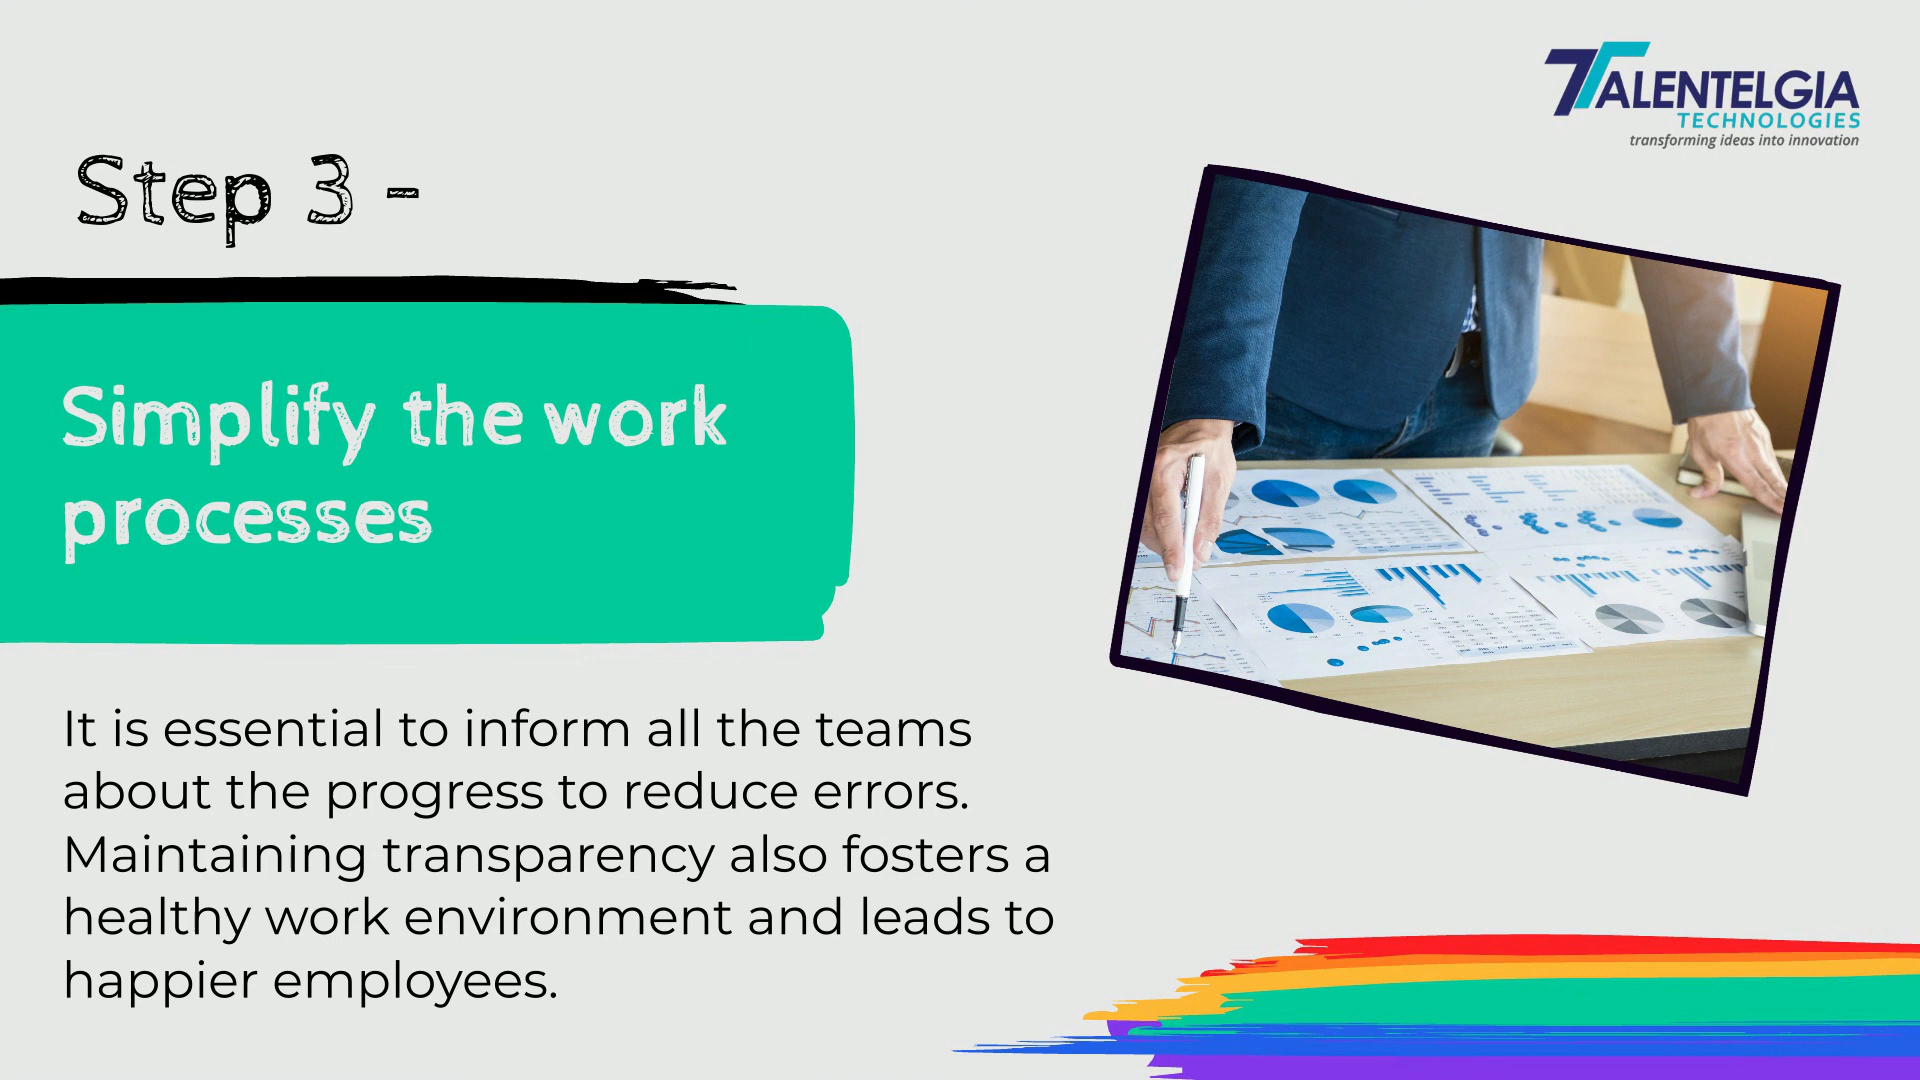 TALENTELGIA
TECHNOLOGIES
transforming ideas into innovation
Step 3 -
Simplify the work
processes
It is essential to inform all the teams
about the progress to reduce errors.
Maintaining transparency also fosters a
healthy work environment and leads to
happier employees.